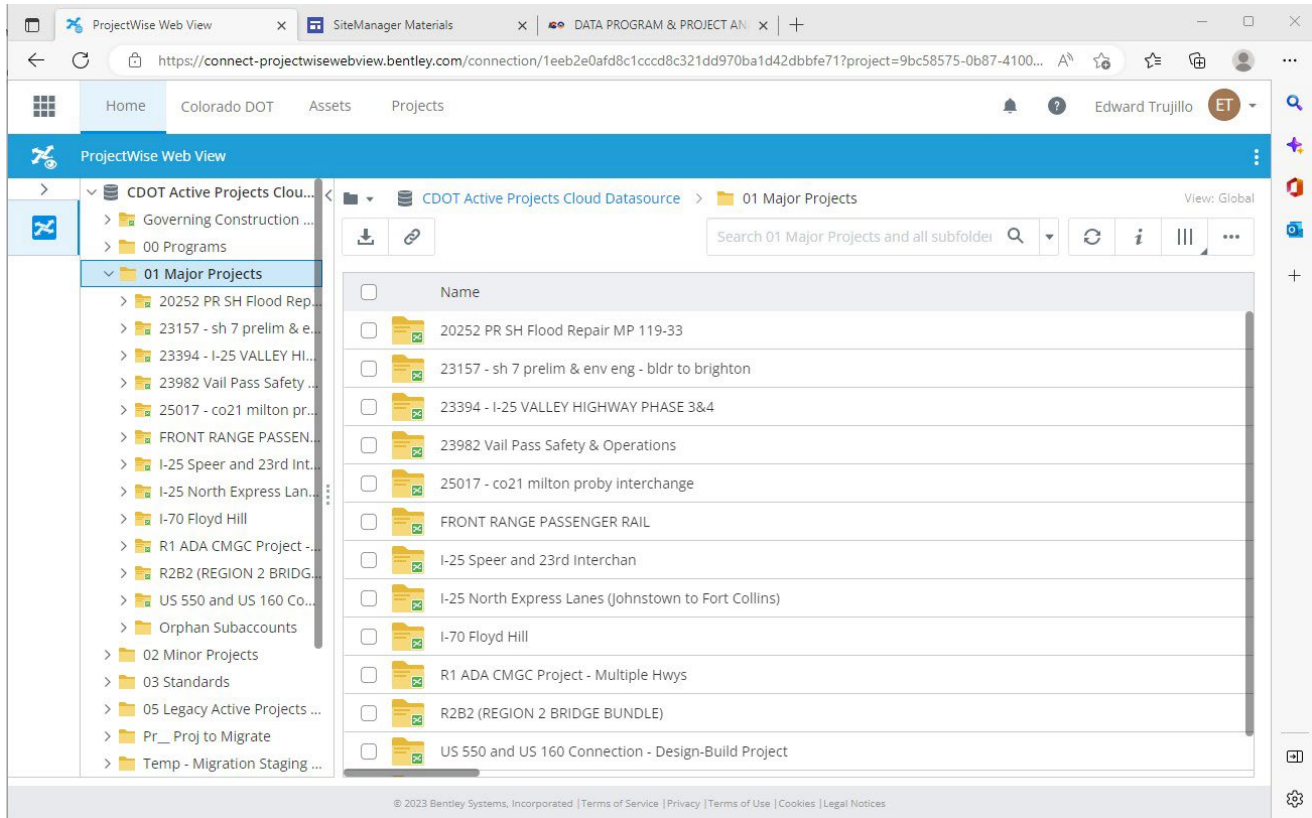 ProjectWise Web View
SiteManager Materials
DATA PROGRAM & PROJECT AN
https://connect-projectwisewebview.bentley.com/connection/1eeb2e0afd8c1cccd8c321dd970ba1d42dbbfe71?project=9bc58575-0b87-4100...
Home Colorado DOT Assets Projects Edward Trujillo ET
ProjectWise Web View
CDOT Active Projects Clou...
Governing Construction ...
00 Programs
01 Major Projects
20252 PR SH Flood Rep...
23157 - sh 7 prelim & e...
23394 - I-25 VALLEY HI...
23982 Vail Pass Safety ...
25017 - co21 milton pr...
FRONT RANGE PASSEN...
I-25 Speer and 23rd Int...
I-25 North Express Lan...
I-70 Floyd Hill
R1 ADA CMGC Project -...
R2B2 (REGION 2 BRIDG...
US 550 and US 160 Co...
Orphan Subaccounts
02 Minor Projects
03 Standards
05 Legacy Active Projects ...
Pr__ Proj to Migrate
Temp - Migration Staging ...
CDOT Active Projects Cloud Datasource > 01 Major Projects View: Global
Search 01 Major Projects and all subfolder
Name
20252 PR SH Flood Repair MP 119-33
23157 - sh 7 prelim & env eng - bldr to brighton
23394 - I-25 VALLEY HIGHWAY PHASE 3&4
23982 Vail Pass Safety & Operations
25017 - co21 milton proby interchange
FRONT RANGE PASSENGER RAIL
I-25 Speer and 23rd Interchan
I-25 North Express Lanes (Johnstown to Fort Collins)
I-70 Floyd Hill
R1 ADA CMGC Project - Multiple Hwys
R2B2 (REGION 2 BRIDGE BUNDLE)
US 550 and US 160 Connection - Design-Build Project
© 2023 Bentley Systems, Incorporated |Terms of Service |Privacy |Terms of Use |Cookies |Legal Notices